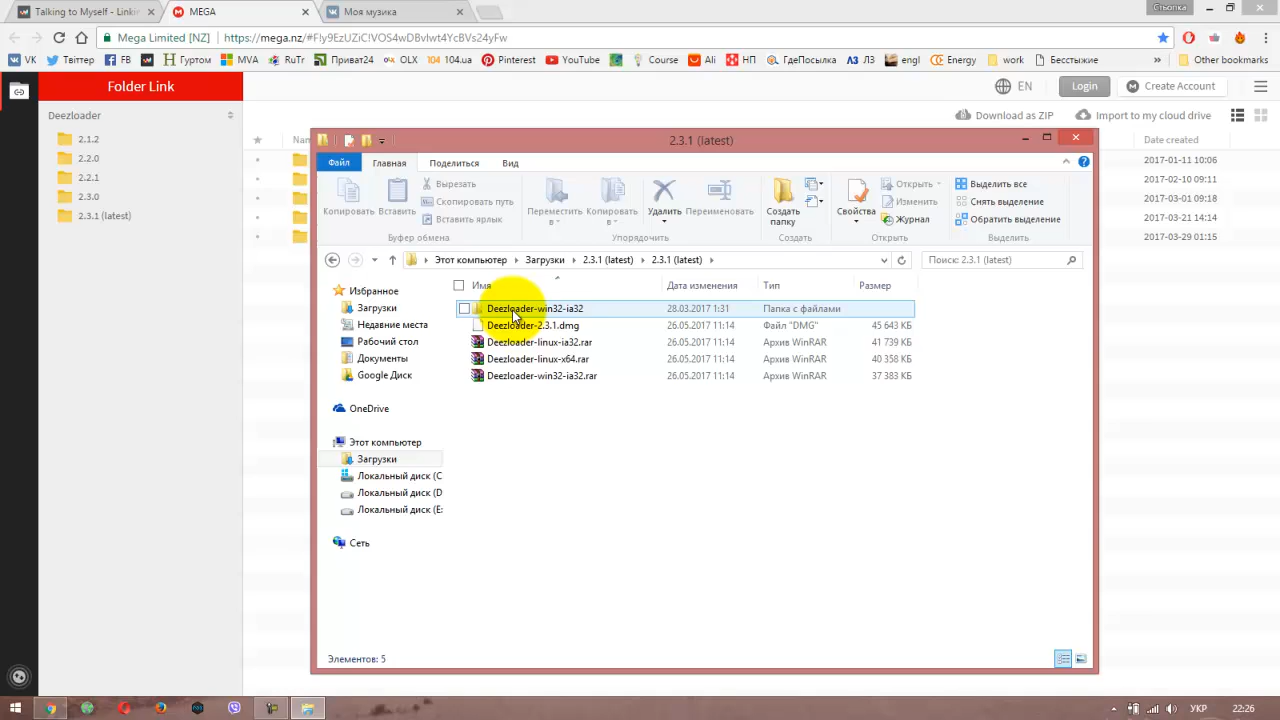 Talking to Myself - Linkin
MEGA
Моя музика
Стьопка
Mega Limited [NZ]
https://mega.nz/#F!y9EzUZiC!VOS4wDBvIwt4YcBVs24yFw
VK
Твіттер
FB
Гуртом
MVA
RuTr
Приват24
OLX
104.ua
Pinterest
YouTube
Course
Ali
НП
ГдеПосылка
ЛЗ
engl
Energy
work
Бесстыжие
»
Other bookmarks
Folder Link
EN
Login
Create Account
Deezloader
Download as ZIP
Import to my cloud drive
2.1.2
2.2.0
2.2.1
2.3.0
2.3.1 (latest)
Nan
Date created
2017-01-11 10:06
2017-02-10 09:11
2017-03-01 09:18
2017-03-21 14:14
2017-03-29 01:15
2.3.1 (latest)
Файл
Главная
Поделиться
Вид
Копировать
Вставить
Вырезать
Скопировать путь
Вставить ярлык
Переместить в
Копировать в
Удалить
Переименовать
Создать папку
Свойства
Открыть
Изменить
Журнал
Выделить все
Снять выделение
Обратить выделение
Буфер обмена
Упорядочить
Создать
Открыть
Выделить
Этот компьютер
Загрузки
2.3.1 (latest)
2.3.1 (latest)
Поиск: 2.3.1 (latest)
Имя
Дата изменения
Тип
Размер
Deezloader-win32-ia32 28.03.2017 1:31 Папка с файлами
Deezloader-2.3.1.dmg 26.05.2017 11:14 Файл "DMG" 45 643 КБ
Deezloader-linux-ia32.rar 26.05.2017 11:14 Архив WinRAR 41 739 КБ
Deezloader-linux-x64.rar 26.05.2017 11:14 Архив WinRAR 40 358 КБ
Deezloader-win32-ia32.rar 26.05.2017 11:14 Архив WinRAR 37 383 КБ
Избранное
Загрузки
Недавние места
Рабочий стол
Документы
Google Диск
OneDrive
Этот компьютер
Загрузки
Локальный диск (C
Локальный диск (D
Локальный диск (E:
Сеть
Элементов: 5
УКР
22:26